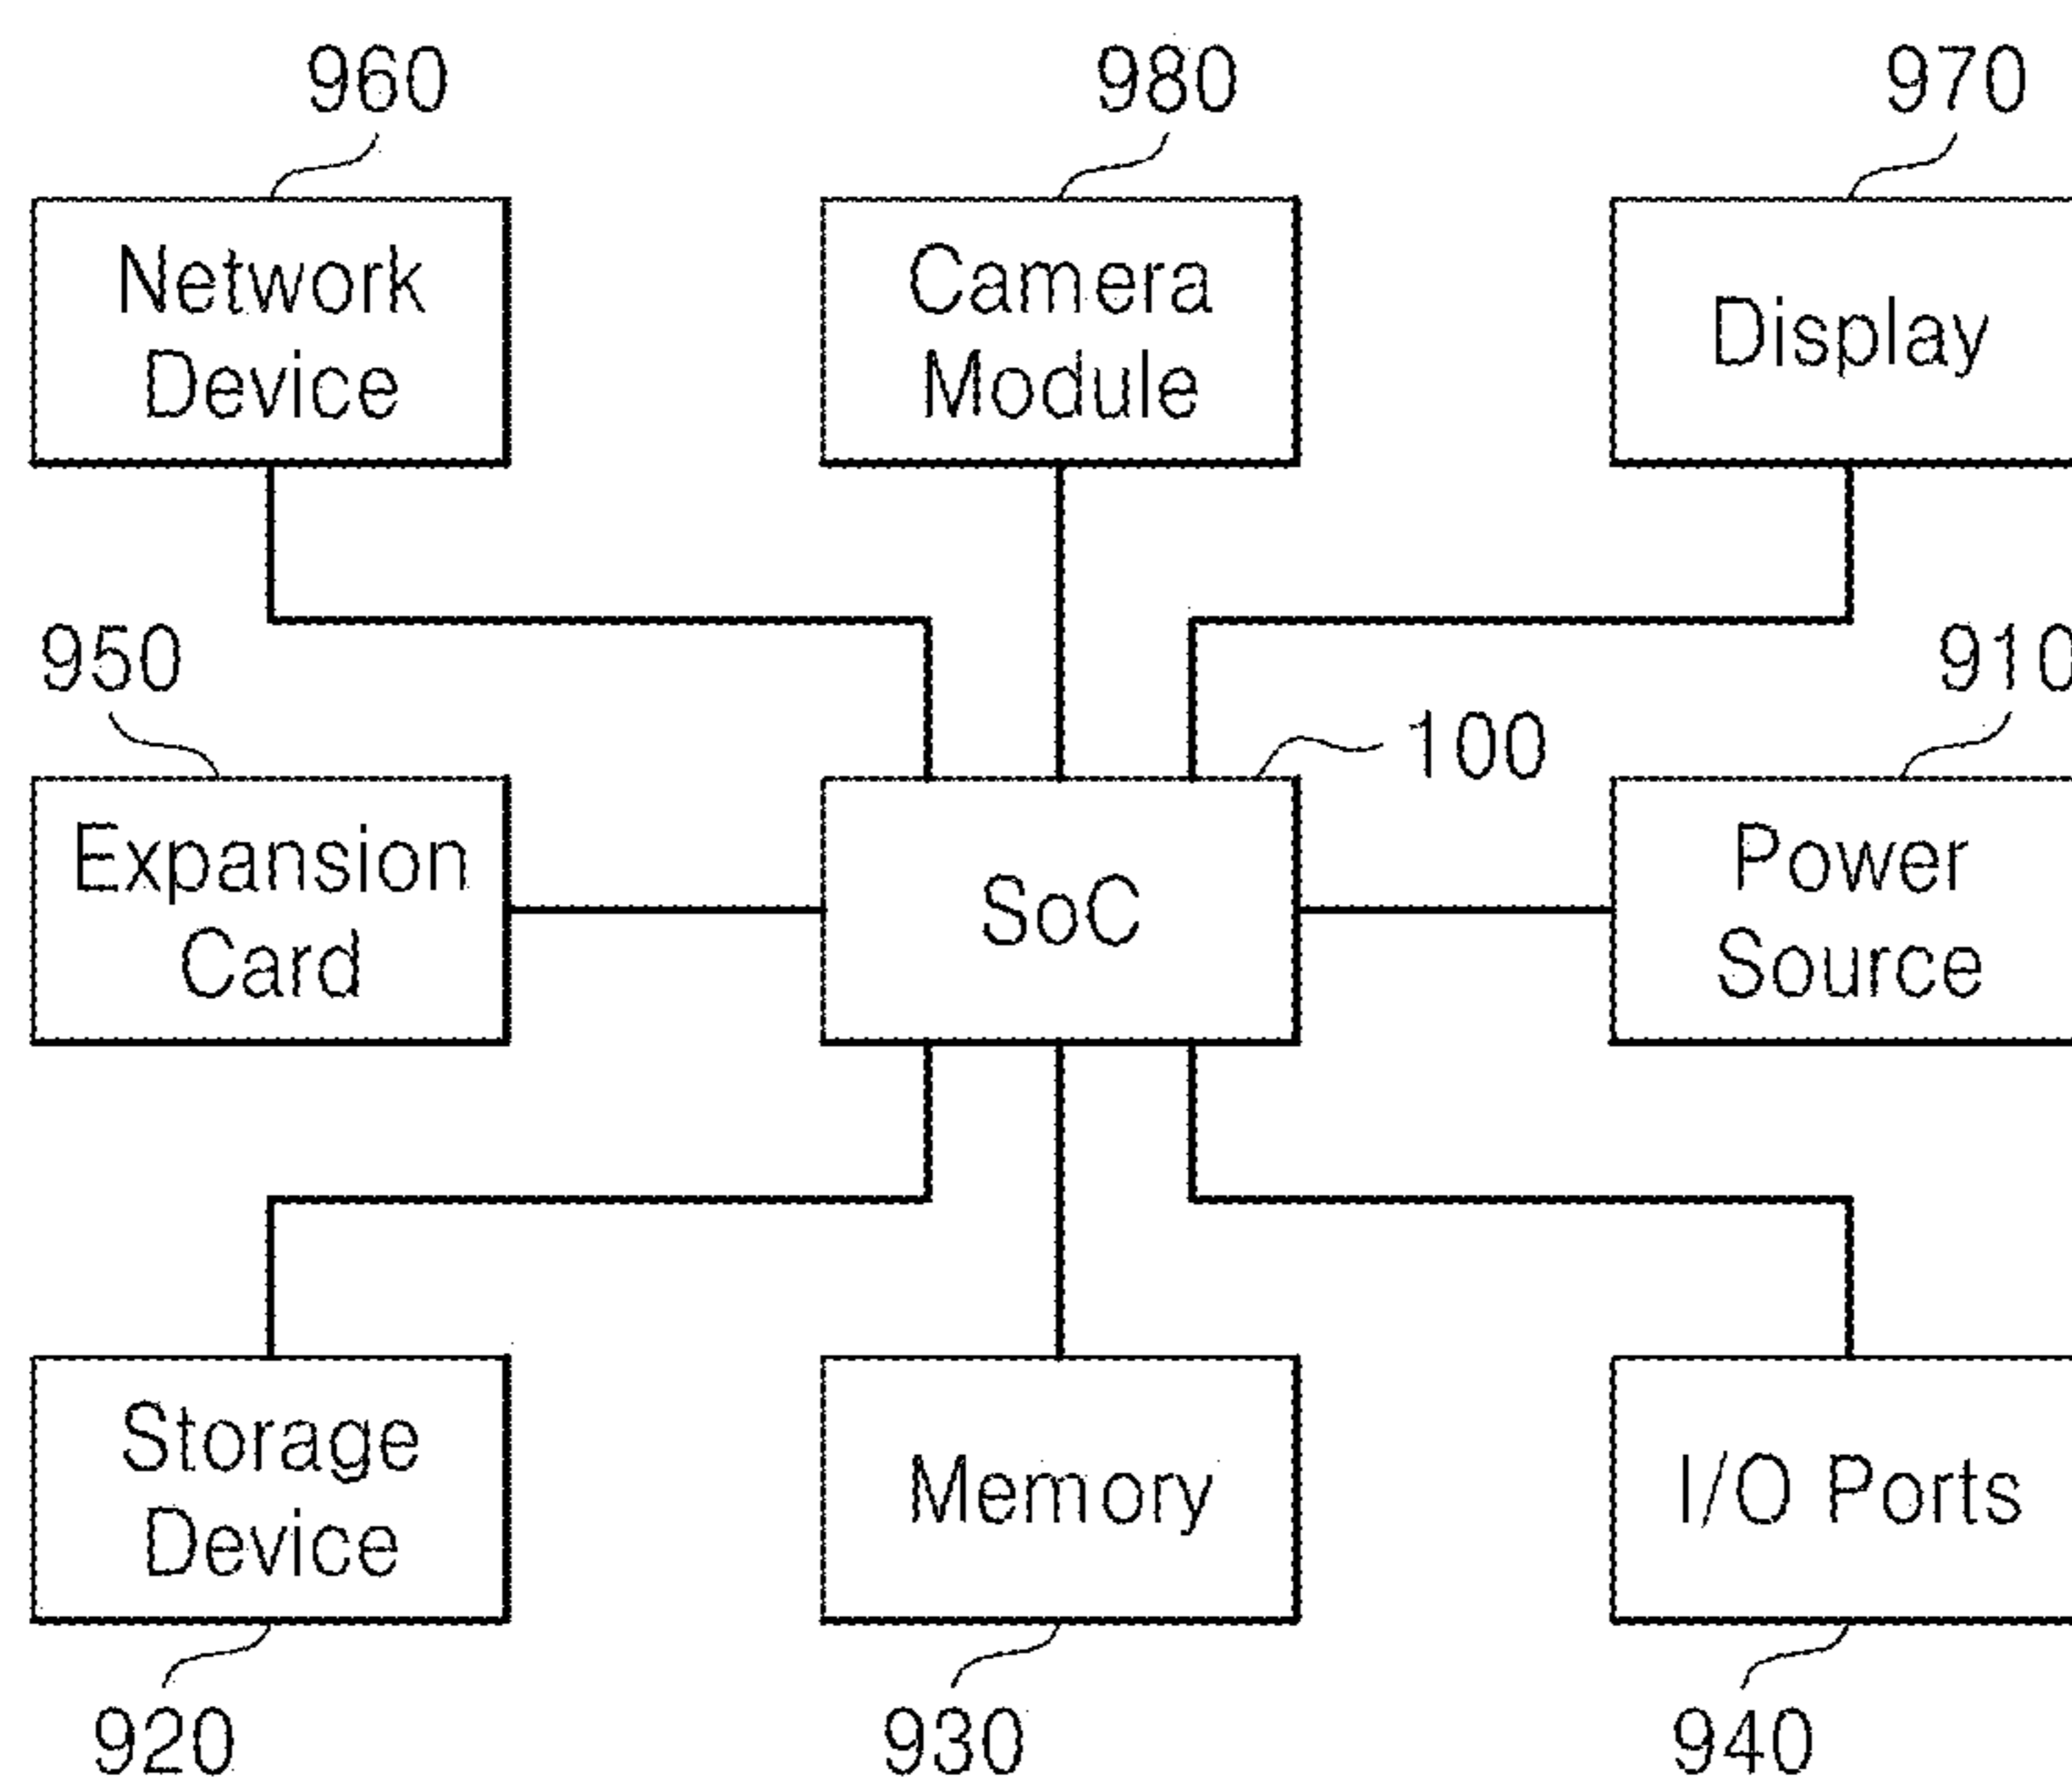 960
980
970
Network
Device
Camera
Module
Display
950
910
100
Expansion
Card
SoC
Power
Source
Storage
Device
Memory
I/O Ports
920
930
940